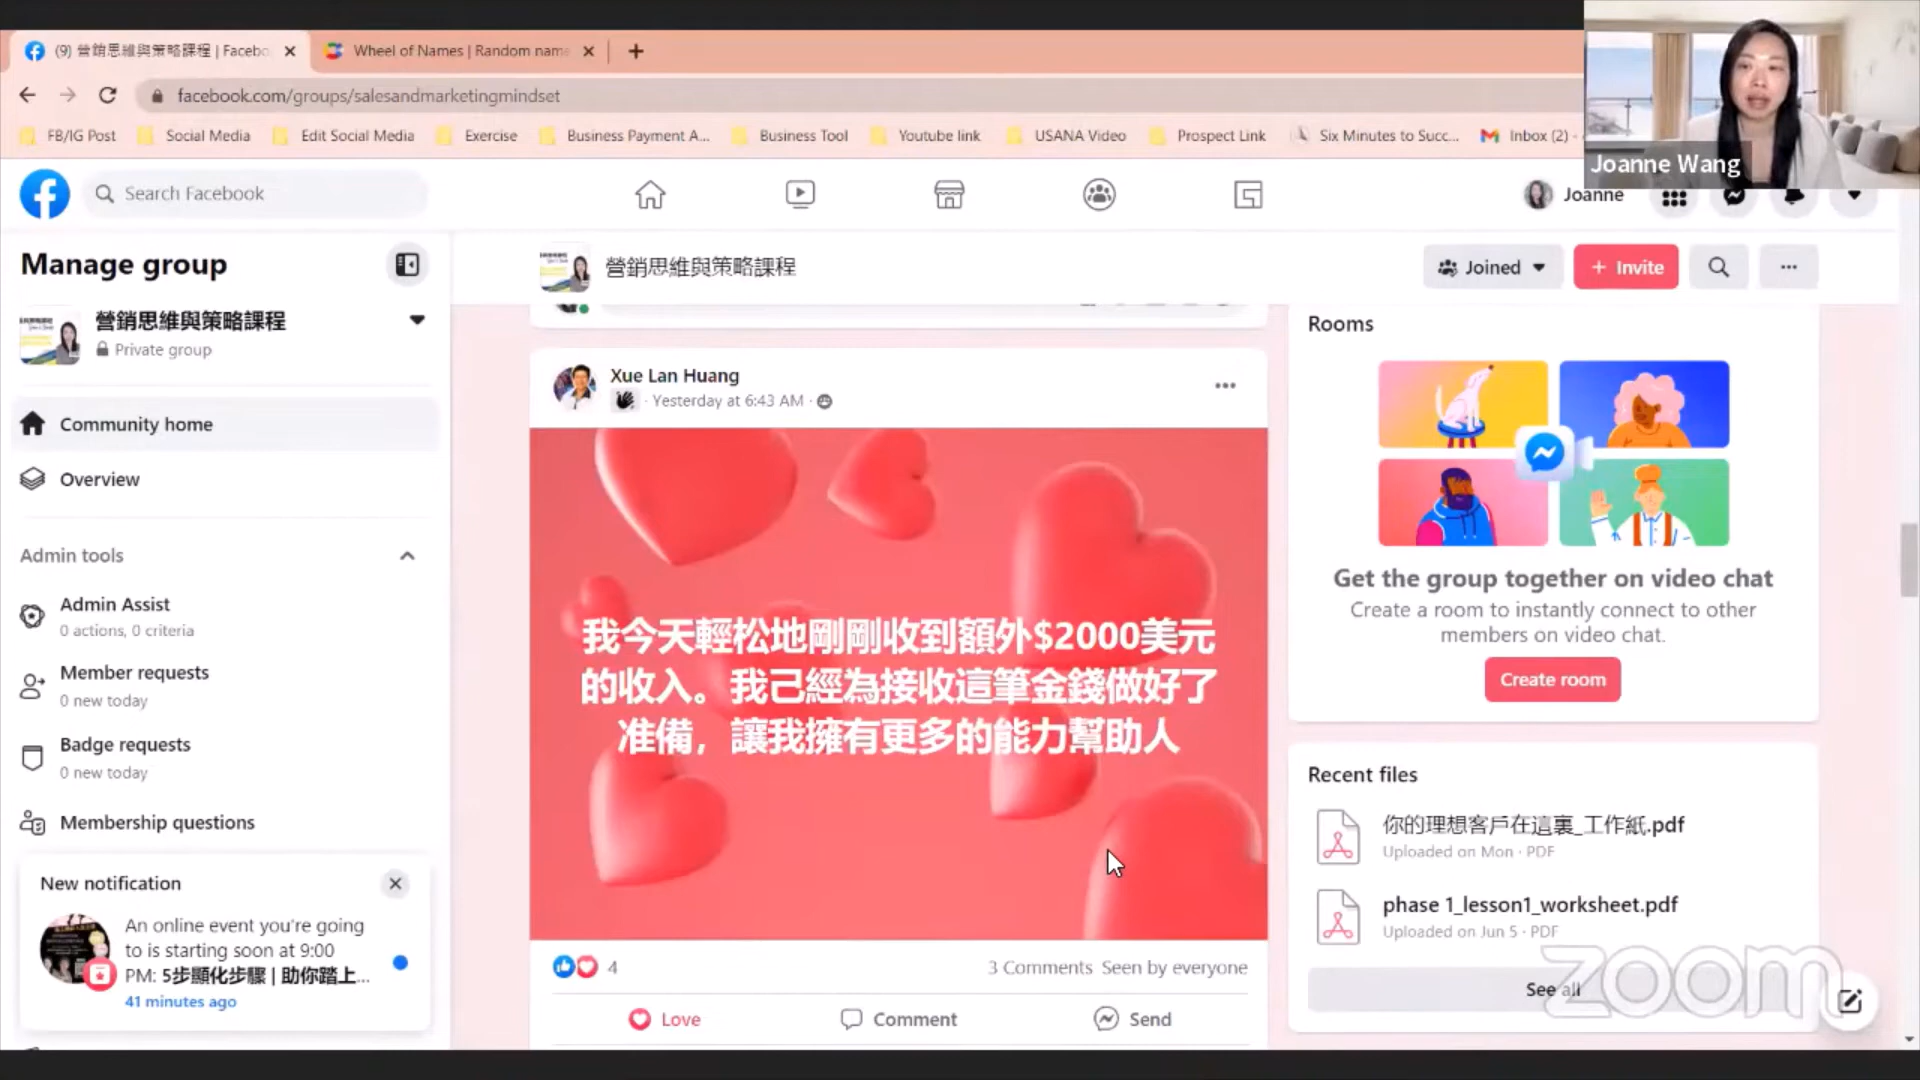 (9) 營銷思維與策略課程 | Facebo
Wheel of Names | Random name
facebook.com/groups/salesandmarketingmindset
FB/IG Post
Social Media
Edit Social Media
Exercise
Business Payment A...
Business Tool
Youtube link
USANA Video
Prospect Link
Six Minutes to Succ...
Inbox (2) -
Joanne Wang
Search Facebook
Joanne
Manage group
營銷思維與策略課程
Private group
Community home
Overview
Admin tools
Admin Assist
0 actions, 0 criteria
Member requests
0 new today
Badge requests
0 new today
Membership questions
New notification
An online event you're going
to is starting soon at 9:00
PM: 5步顯化步驟 | 助你踏上...
41 minutes ago
營銷思維與策略課程
Joined
+ Invite
Xue Lan Huang
· Yesterday at 6:43 AM ·
我今天輕松地剛剛收到額外$2000美元
的收入。我己經為接收這筆金錢做好了
准備，讓我擁有更多的能力幫助人
4
3 Comments Seen by everyone
Love
Comment
Send
Rooms
Get the group together on video chat
Create a room to instantly connect to other
members on video chat.
Create room
Recent files
你的理想客戶在這裏_工作紙.pdf
Uploaded on Mon · PDF
phase 1_lesson1_worksheet.pdf
Uploaded on Jun 5 · PDF
See all
zoom